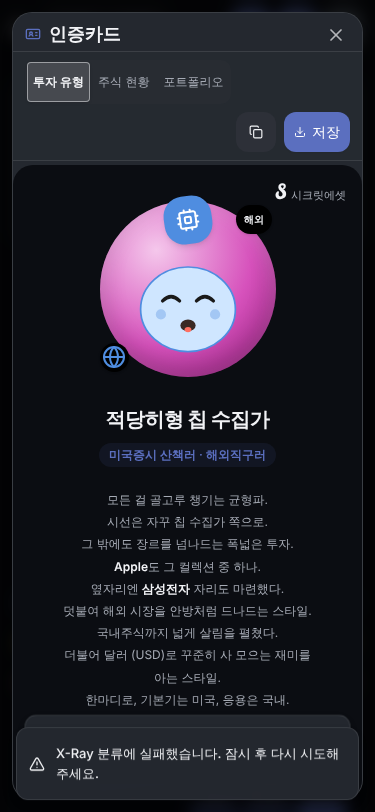 인증카드
투자 유형 주식 현황 포트폴리오
저장
시크릿에셋
해외
적당히형 칩 수집가
미국증시 산책러 · 해외직구러
모든 걸 골고루 챙기는 균형파.
시선은 자꾸 칩 수집가 쪽으로.
그 밖에도 장르를 넘나드는 폭넓은 투자.
Apple도 그 컬렉션 중 하나.
옆자리엔 삼성전자 자리도 마련했다.
덧붙여 해외 시장을 안방처럼 드나드는 스타일.
국내주식까지 넓게 살림을 펼쳤다.
더불어 달러 (USD)로 꾸준히 사 모으는 재미를
아는 스타일.
한마디로, 기본기는 미국, 응용은 국내.
X-Ray 분류에 실패했습니다. 잠시 후 다시 시도해
주세요.